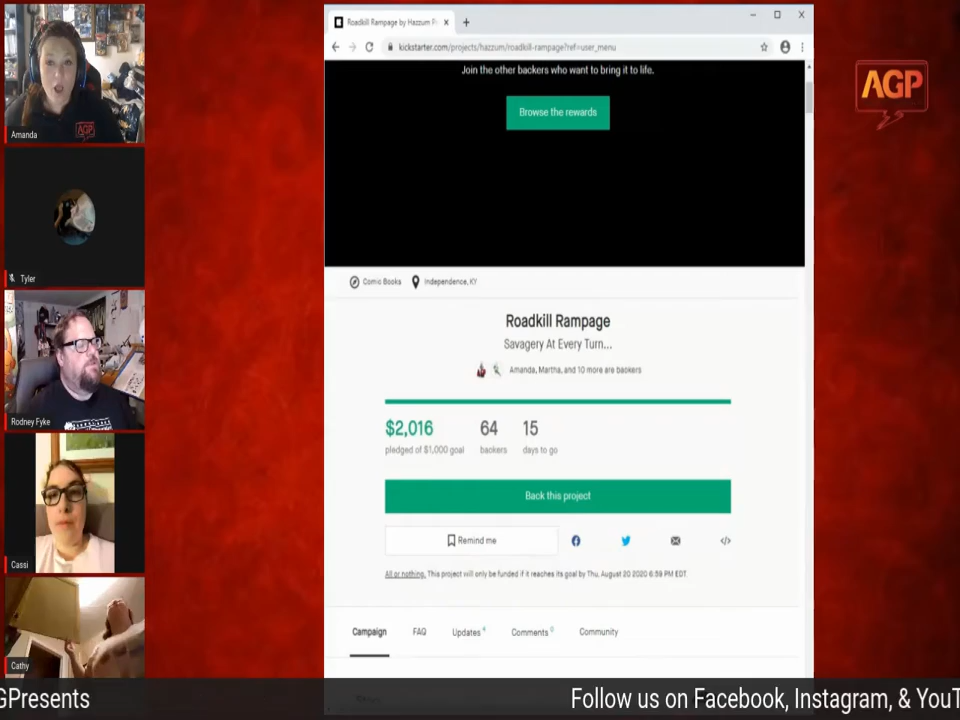 Amanda
AGP
Tyler
Rodney Fyke
Cassi
Cathy
Roadkill Rampage by Hazzum P
kickstarter.com/projects/hazzum/roadkill-rampage?ref=user_menu
Join the other backers who want to bring it to life.
Browse the rewards
Comic Books Independence, KY
Roadkill Rampage
Savagery At Every Turn...
Amanda, Martha, and 10 more are backers
$2,016 64 15
pledged of $1,000 goal backers days to go
Back this project
Remind me
All or nothing. This project will only be funded if it reaches its goal by Thu, August 20 2020 6:59 PM EDT.
Campaign FAQ Updates Comments Community
AGP
GPresents Follow us on Facebook, Instagram, & YouT